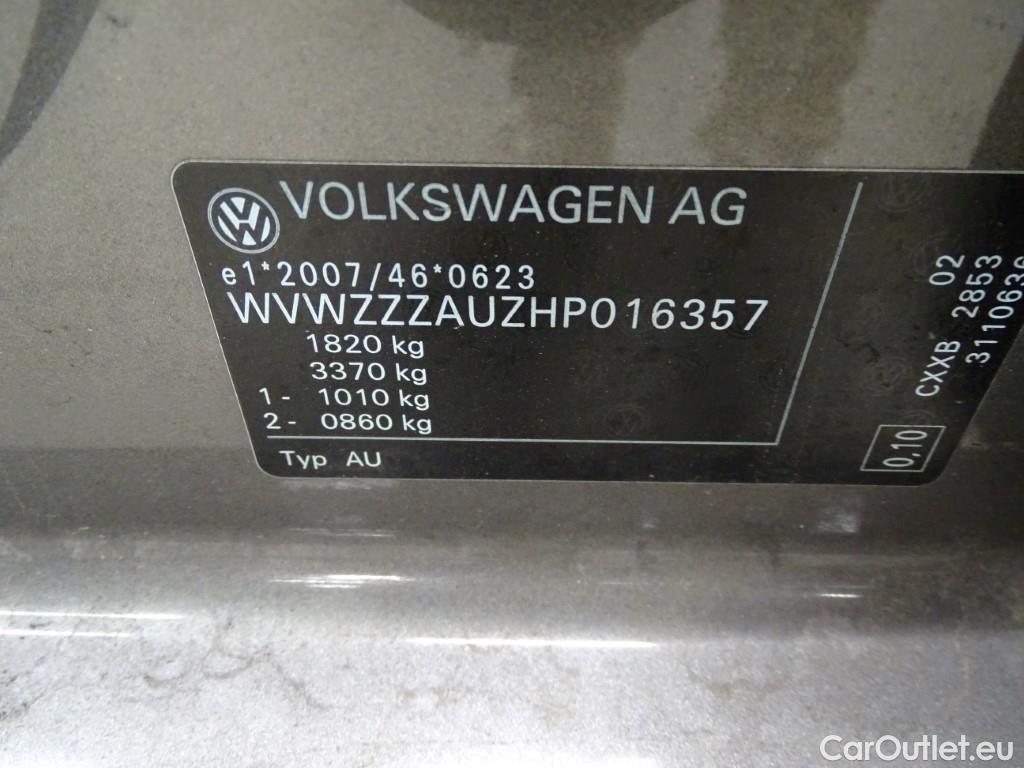 VOLKSWAGEN AG
e1*2007/46*0623
WVWZZZAUZHP016357
1820 kg
3370 kg
1- 1010 kg
2- 0860 kg
Typ AU
CXXB 02
2853
0,10
CarOutlet.eu